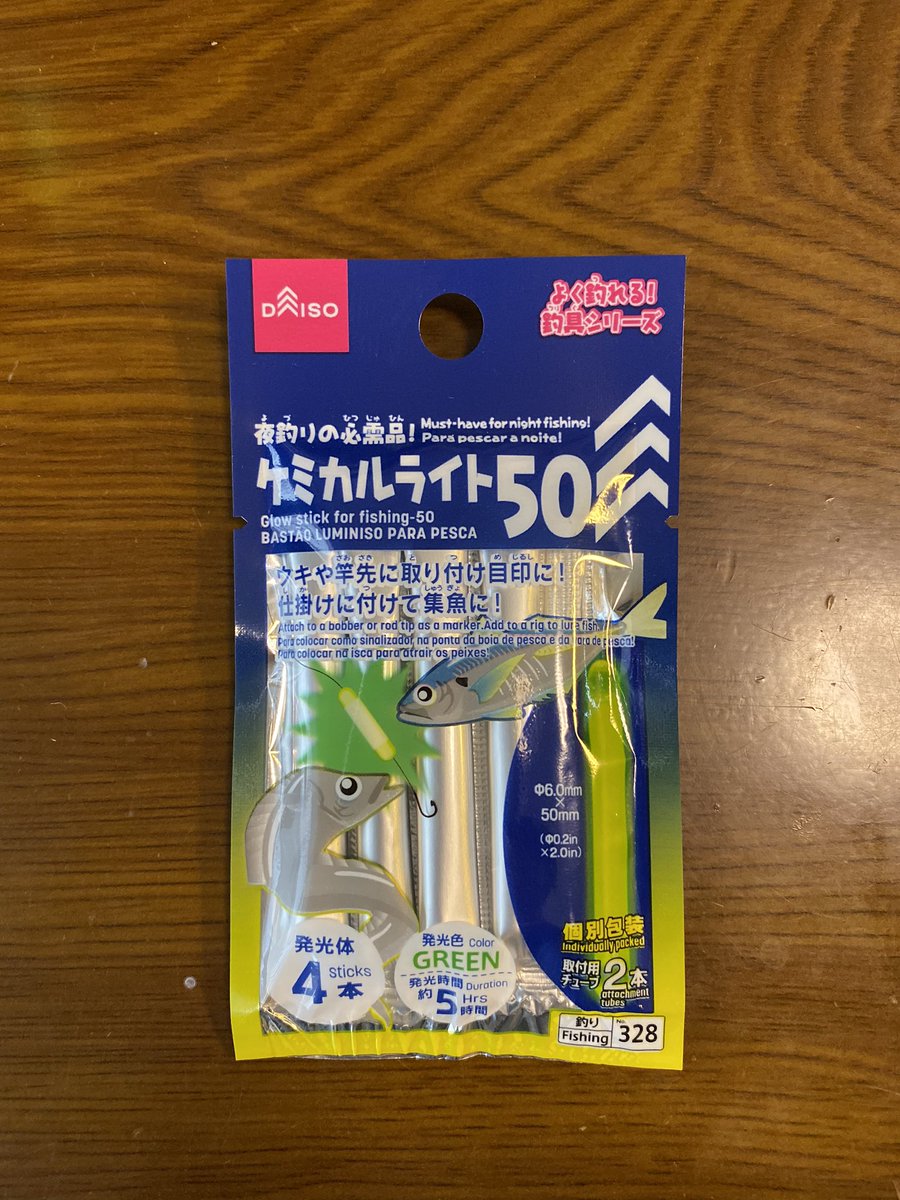 DAISO
よく釣れる!
釣具シリーズ
夜釣りの必需品!
Must-have for night fishing!
Para pescar a noite!
ケミカルライト50
Glow stick for fishing-50
BASTÃO LUMINISO PARA PESCA
ウキや竿先に取り付け目印に!
仕掛けに付けて集魚に!
Attach to a bobber or rod tip as a marker. Add to a rig to lure fish.
Para colocar como sinalizador na ponta da boia de pesca e da vara de pesca!
Para colocar na isca para atrair os peixes!
Φ6.0mm
×
50mm
(Φ0.2in
×2.0in)
個別包装
Individually packed
取付用
チューブ 2本
attachment
tubes
発光体
4 Sticks
本
発光色 Color
GREEN
発光時間 Duration
約5 Hrs
時間
釣り
Fishing
No.
328